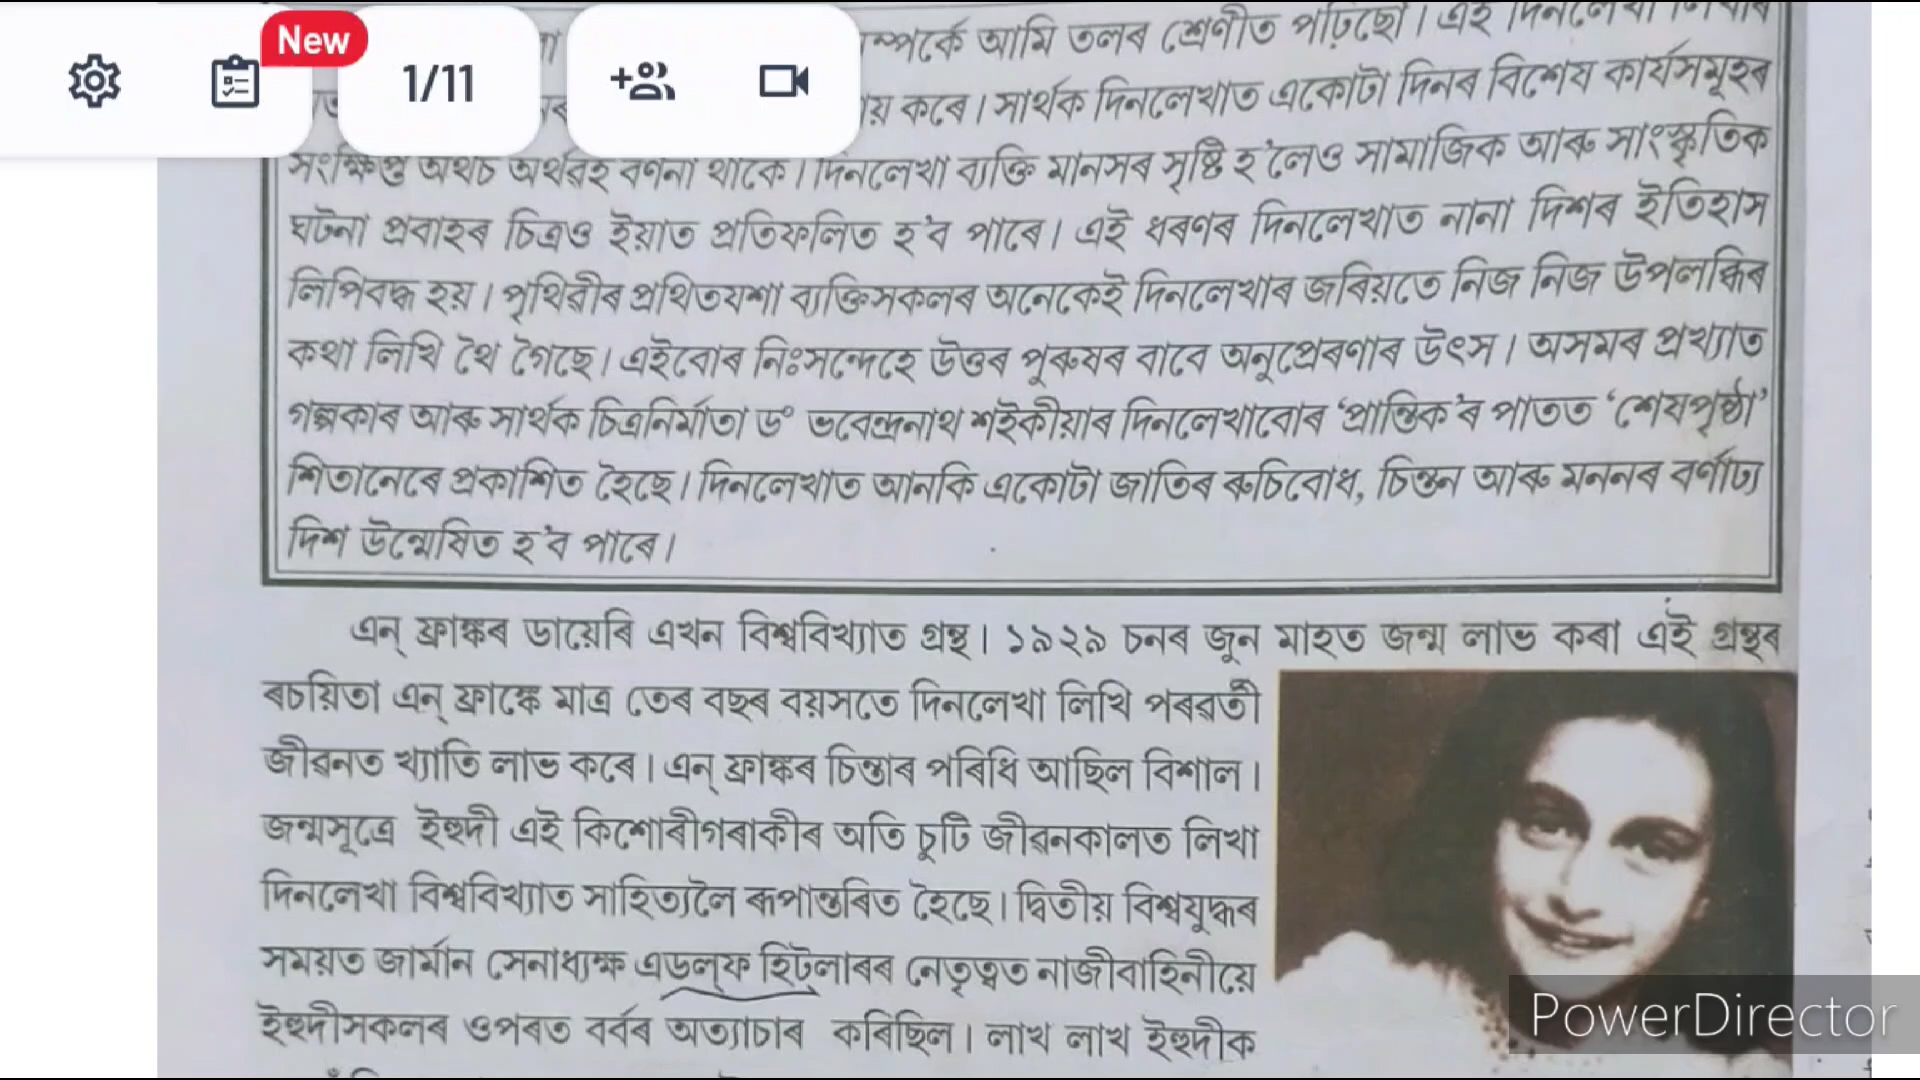 New
1/11
ম্পৰ্কে আমি তলৰ শ্ৰেণীত পঢ়িছো। এই দিনলেখা
য় কৰে। সাৰ্থক দিনলেখাত একোটা দিনৰ বিশেষ কাৰ্যসমূহৰ
সংক্ষিপ্ত অথচ অৰ্থৱহ বৰ্ণনা থাকে। দিনলেখা ব্যক্তি মানসৰ সৃষ্টি হ'লেও সামাজিক আৰু সাংস্কৃতিক
ঘটনা প্ৰবাহৰ চিত্ৰও ইয়াত প্ৰতিফলিত হ'ব পাৰে। এই ধৰণৰ দিনলেখাত নানা দিশৰ ইতিহাস
লিপিবদ্ধ হয়। পৃথিৱীৰ প্ৰথিতযশা ব্যক্তিসকলৰ অনেকেই দিনলেখাৰ জৰিয়তে নিজ নিজ উপলব্ধিৰ
কথা লিখি থৈ গৈছে। এইবোৰ নিঃসন্দেহে উত্তৰ পুৰুষৰ বাবে অনুপ্ৰেৰণাৰ উৎস। অসমৰ প্ৰখ্যাত
গল্পকাৰ আৰু সাৰ্থক চিত্ৰনিৰ্মাতা ড° ভবেন্দ্ৰনাথ শইকীয়াৰ দিনলেখাবোৰ ‘প্ৰান্তিক’ৰ পাতত ‘শেষপৃষ্ঠা’
শিতানেৰে প্ৰকাশিত হৈছে। দিনলেখাত আনকি একোটা জাতিৰ ৰুচিবোধ, চিন্তন আৰু মননৰ বৰ্ণাঢ্য
দিশ উন্মেষিত হ'ব পাৰে।
এন্ ফ্ৰাঙ্কৰ ডায়েৰি এখন বিশ্ববিখ্যাত গ্ৰন্থ। ১৯২৯ চনৰ জুন মাহত জন্ম লাভ কৰা এই গ্ৰন্থৰ
ৰচয়িতা এন্ ফ্ৰাঙ্কে মাত্ৰ তেৰ বছৰ বয়সতে দিনলেখা লিখি পৰৱৰ্তী
জীৱনত খ্যাতি লাভ কৰে। এন্ ফ্ৰাঙ্কৰ চিন্তাৰ পৰিধি আছিল বিশাল।
জন্মসূত্ৰে ইহুদী এই কিশোৰীগৰাকীৰ অতি চুটি জীৱনকালত লিখা
দিনলেখা বিশ্ববিখ্যাত সাহিত্যলৈ ৰূপান্তৰিত হৈছে। দ্বিতীয় বিশ্বযুদ্ধৰ
সময়ত জাৰ্মান সেনাধ্যক্ষ এডল্‌ফ হিট্‌লাৰৰ নেতৃত্বত নাজীবাহিনীয়ে
ইহুদীসকলৰ ওপৰত বৰ্বৰ অত্যাচাৰ কৰিছিল। লাখ লাখ ইহুদীক
PowerDirector